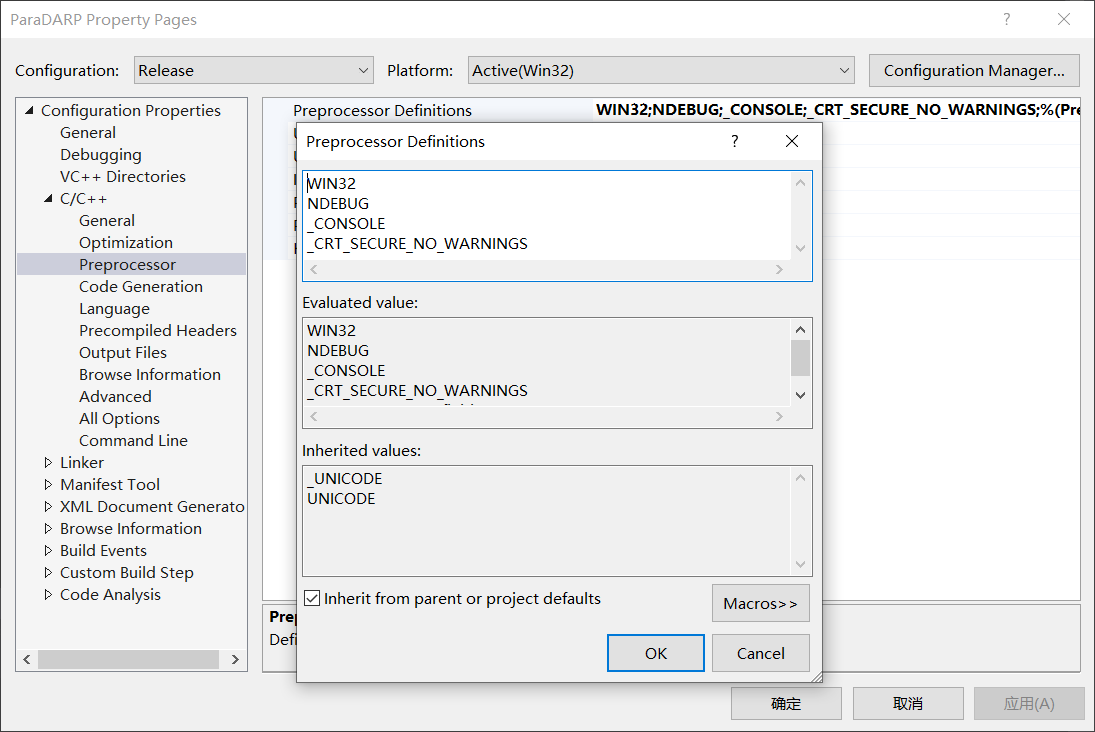 ParaDARP Property Pages
Configuration: Release Platform: Active(Win32) Configuration Manager...
Configuration Properties
General
Debugging
VC++ Directories
C/C++
General
Optimization
Preprocessor
Code Generation
Language
Precompiled Headers
Output Files
Browse Information
Advanced
All Options
Command Line
Linker
Manifest Tool
XML Document Generato
Browse Information
Build Events
Custom Build Step
Code Analysis
Preprocessor Definitions WIN32;NDEBUG;_CONSOLE;_CRT_SECURE_NO_WARNINGS;%(Pre
Preprocessor Definitions
WIN32
NDEBUG
_CONSOLE
_CRT_SECURE_NO_WARNINGS
Evaluated value:
WIN32
NDEBUG
_CONSOLE
_CRT_SECURE_NO_WARNINGS
Inherited values:
_UNICODE
UNICODE
Inherit from parent or project defaults
Macros>>
OK Cancel
Prep
Defi
确定 取消 应用(A)